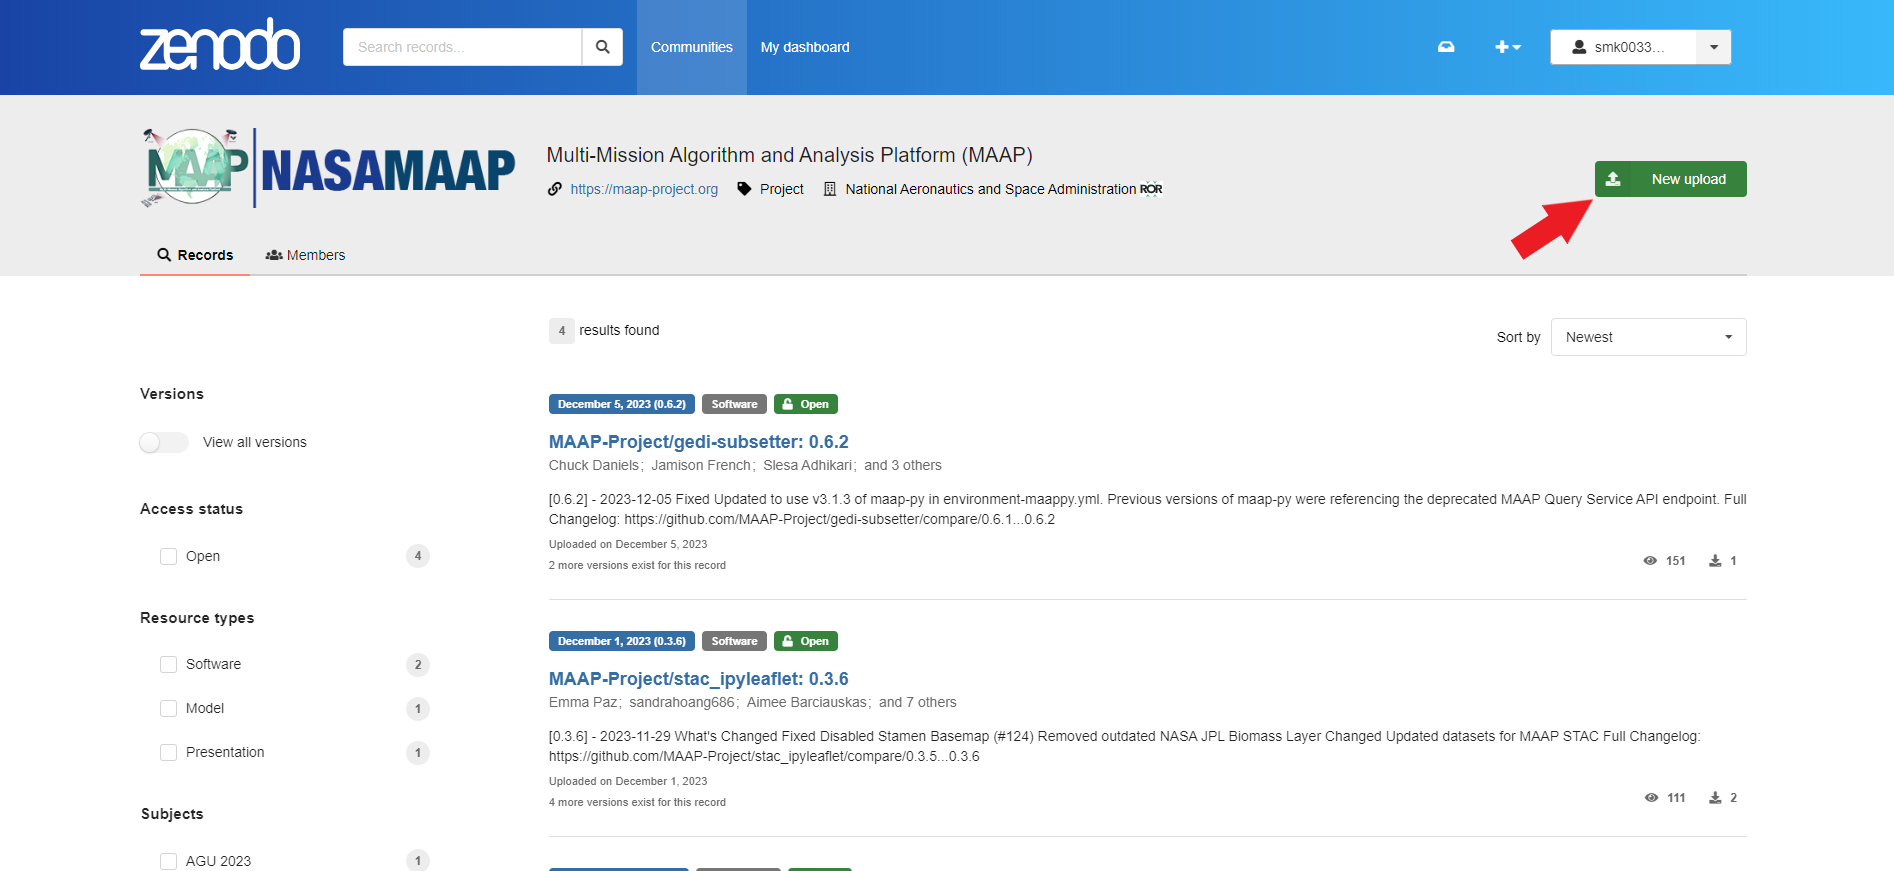 zenodo
Search records...
Communities
My dashboard
smk0033...
MAAP
NASAMAAP
Multi-Mission Algorithm and Analysis Platform (MAAP)
https://maap-project.org Project National Aeronautics and Space Administration ROR
New upload
Records
Members
4 results found
Sort by Newest
Versions
View all versions
Access status
Open 4
Resource types
Software 2
Model 1
Presentation 1
Subjects
AGU 2023 1
December 5, 2023 (0.6.2) Software Open
MAAP-Project/gedi-subsetter: 0.6.2
Chuck Daniels; Jamison French; Slesa Adhikari; and 3 others
[0.6.2] - 2023-12-05 Fixed Updated to use v3.1.3 of maap-py in environment-maappy.yml. Previous versions of maap-py were referencing the deprecated MAAP Query Service API endpoint. Full
Changelog: https://github.com/MAAP-Project/gedi-subsetter/compare/0.6.1...0.6.2
Uploaded on December 5, 2023
2 more versions exist for this record
151 1
December 1, 2023 (0.3.6) Software Open
MAAP-Project/stac_ipyleaflet: 0.3.6
Emma Paz; sandrahoang686; Aimee Barciauskas; and 7 others
[0.3.6] - 2023-11-29 What's Changed Fixed Disabled Stamen Basemap (#124) Removed outdated NASA JPL Biomass Layer Changed Updated datasets for MAAP STAC Full Changelog:
https://github.com/MAAP-Project/stac_ipyleaflet/compare/0.3.5...0.3.6
Uploaded on December 1, 2023
4 more versions exist for this record
111 2